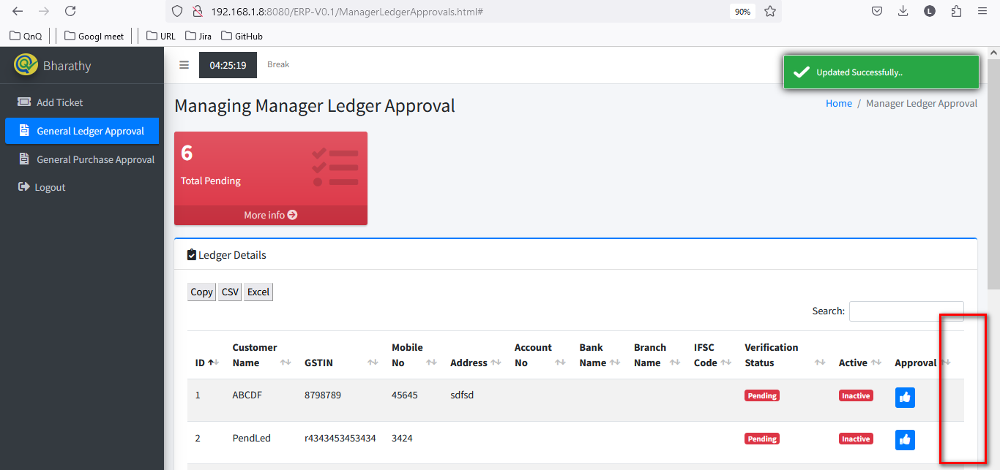 192.168.1.8:8080/ERP-V0.1/ManagerLedgerApprovals.html#
90%
L
QnQ
Googl meet
URL
Jira
GitHub
Bharathy
04:25:19
Break
Updated Successfully..
Add Ticket
General Ledger Approval
General Purchase Approval
Logout
Managing Manager Ledger Approval
Home / Manager Ledger Approval
6
Total Pending
More info
Ledger Details
Copy CSV Excel
Search:
ID Customer Name GSTIN Mobile No Address Account No Bank Name Branch Name IFSC Code Verification Status Active Approval
1 ABCDF 8798789 45645 sdfsd Pending Inactive
2 PendLed r4343453453434 3424 Pending Inactive